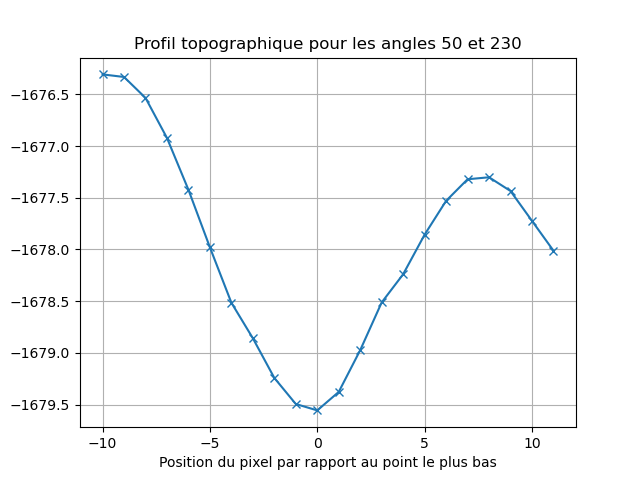 Profil topographique pour les angles 50 et 230
−1676.5
−1677.0
−1677.5
−1678.0
−1678.5
−1679.0
−1679.5
−10 −5 0 5 10
Position du pixel par rapport au point le plus bas